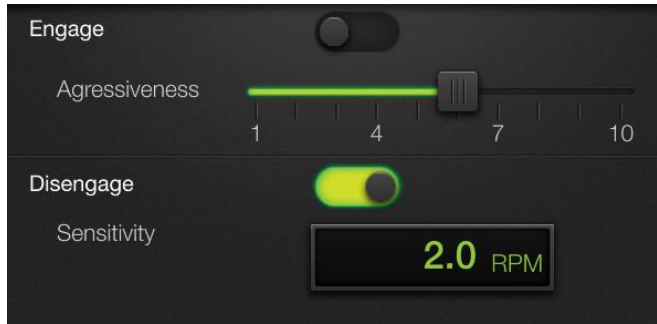 Engage
Agressiveness
1 4 7 10
Disengage
Sensitivity
2.0 RPM